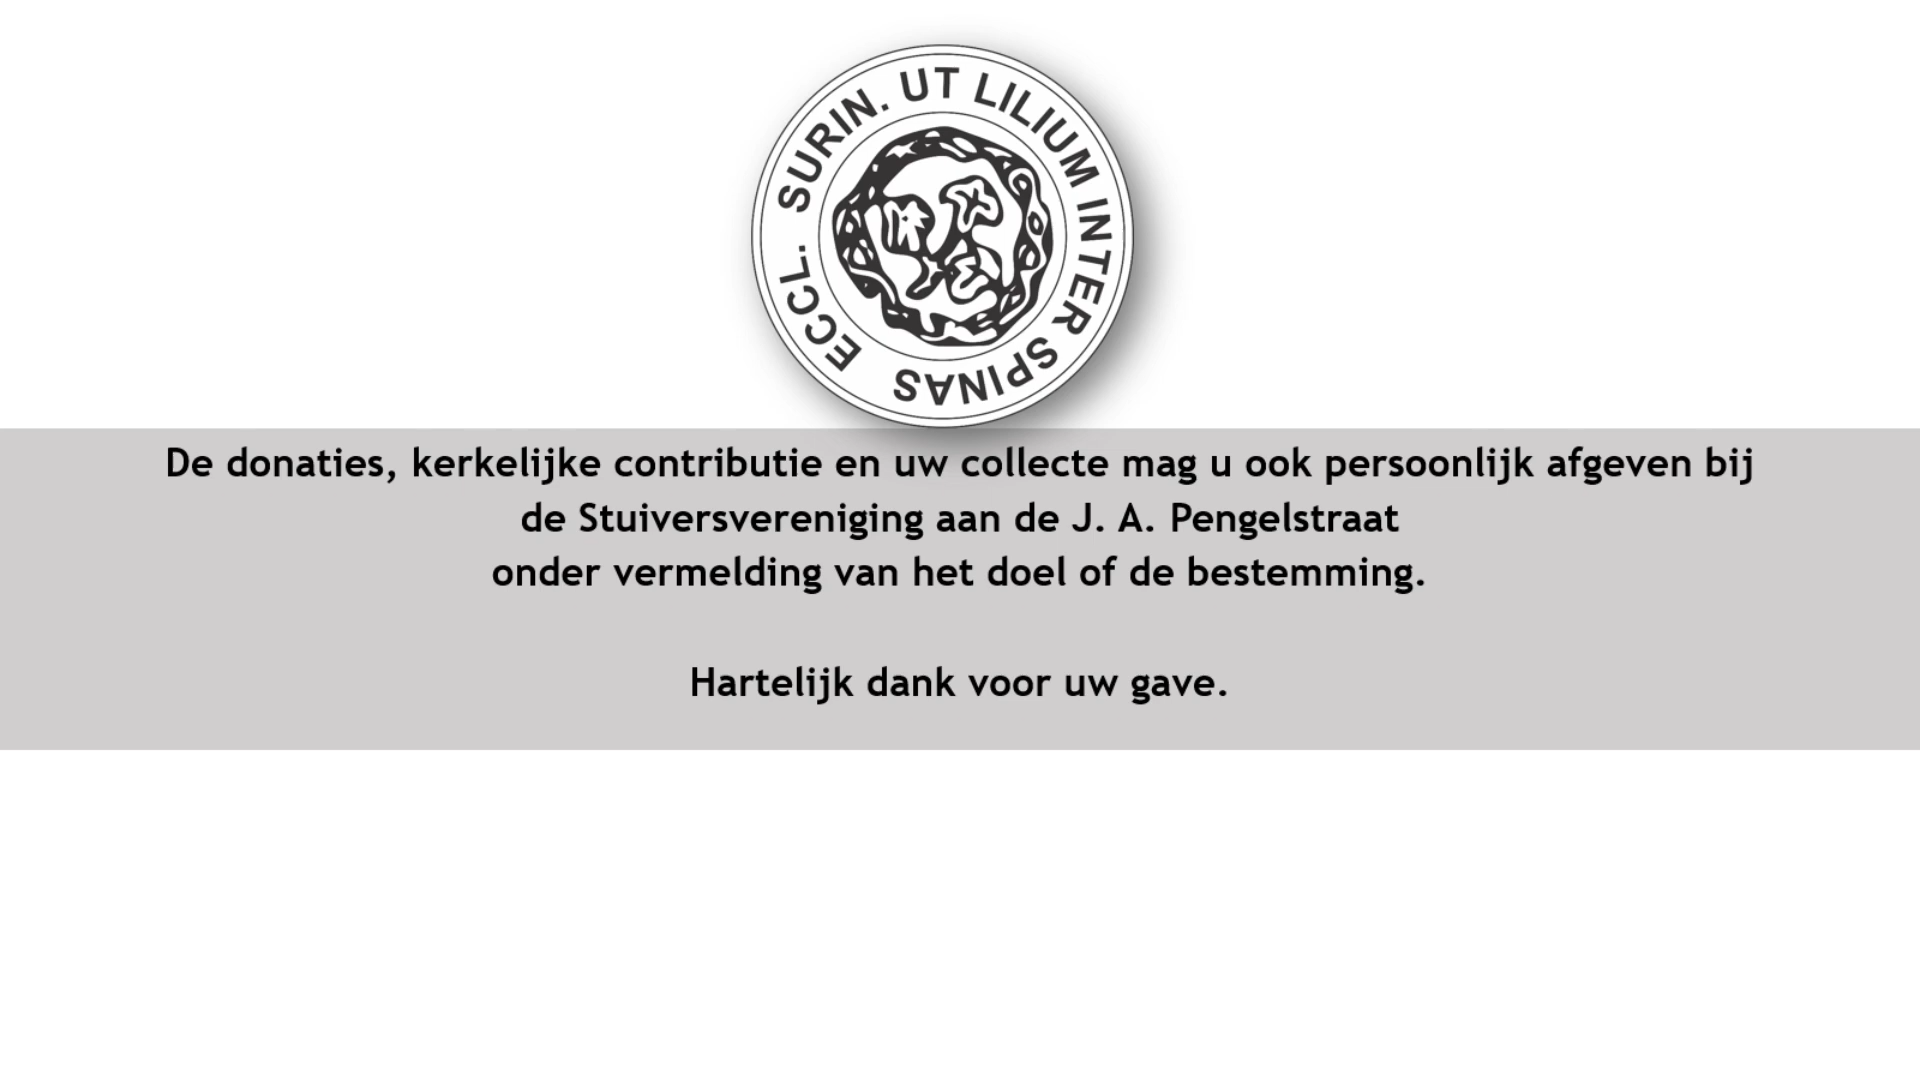 ECCL. SURIN. UT LILIUM INTER SPINAS
De donaties, kerkelijke contributie en uw collecte mag u ook persoonlijk afgeven bij
de Stuiversvereniging aan de J. A. Pengelstraat
onder vermelding van het doel of de bestemming.
Hartelijk dank voor uw gave.